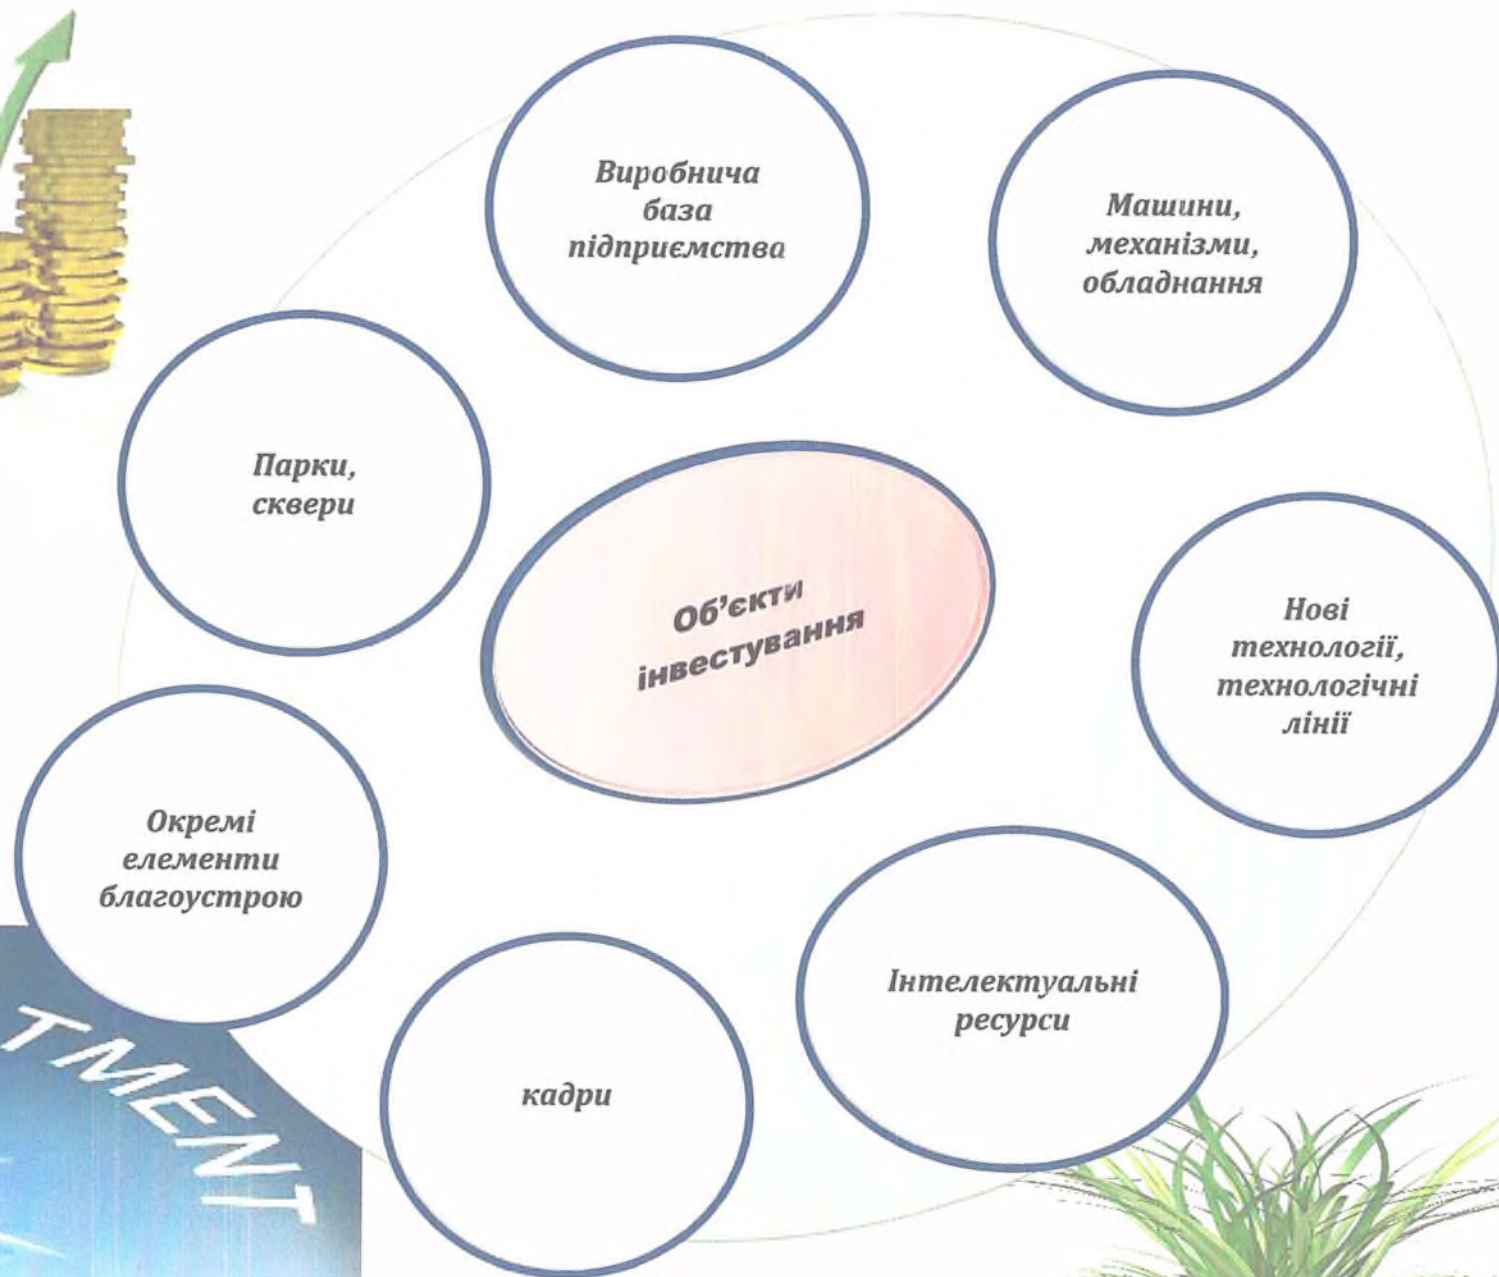 Виробнича
база
підприємства
Машини,
механізми,
обладнання
Парки,
сквери
Об’єкти
інвестування
Нові
технології,
технологічні
лінії
Окремі
елементи
благоустрою
Інтелектуальні
ресурси
кадри
TMENT